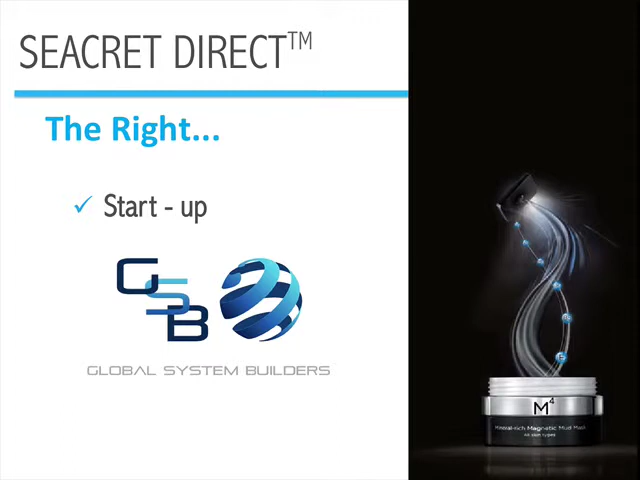 SEACRET DIRECT™
The Right...
✓ Start - up
GSB
GLOBAL SYSTEM BUILDERS
M⁴
Mineral-rich Magnetic Mud Mask
all skin types